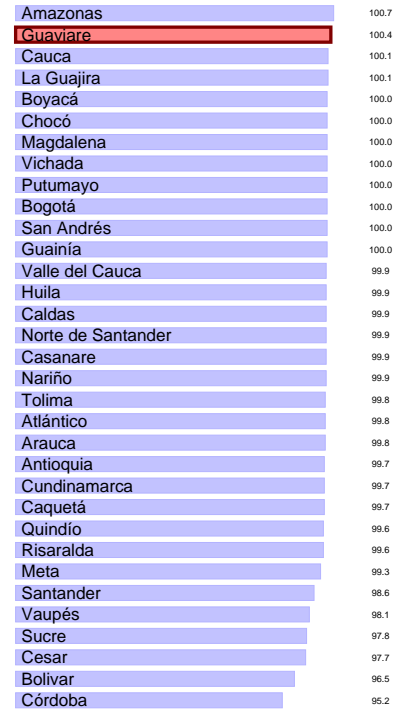 Amazonas 100.7
Guaviare 100.4
Cauca 100.1
La Guajira 100.1
Boyacá 100.0
Chocó 100.0
Magdalena 100.0
Vichada 100.0
Putumayo 100.0
Bogotá 100.0
San Andrés 100.0
Guainía 100.0
Valle del Cauca 99.9
Huila 99.9
Caldas 99.9
Norte de Santander 99.9
Casanare 99.9
Nariño 99.9
Tolima 99.8
Atlántico 99.8
Arauca 99.8
Antioquia 99.7
Cundinamarca 99.7
Caquetá 99.7
Quindío 99.6
Risaralda 99.6
Meta 99.3
Santander 98.6
Vaupés 98.1
Sucre 97.8
Cesar 97.7
Bolivar 96.5
Córdoba 95.2